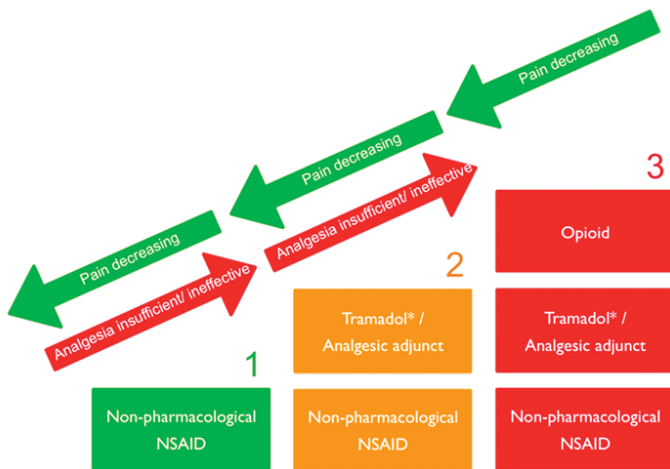 Pain decreasing
Pain decreasing
Pain decreasing
Analgesia insufficient/ ineffective
Analgesia insufficient/ ineffective
3
Opioid
2
Tramadol* /
Analgesic adjunct
Tramadol* /
Analgesic adjunct
1
Non-pharmacological
NSAID
Non-pharmacological
NSAID
Non-pharmacological
NSAID